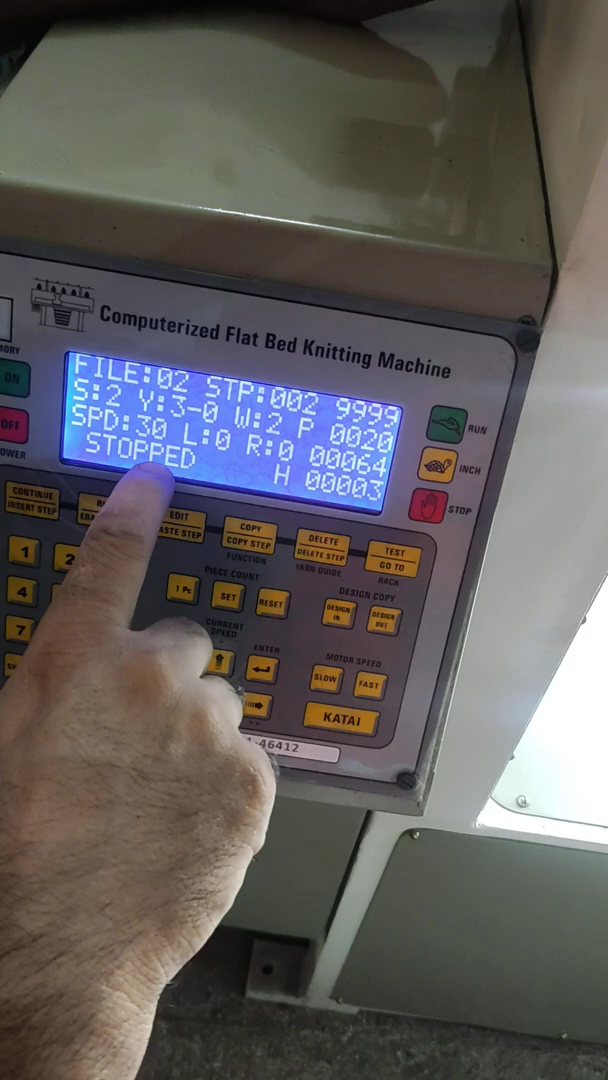 Computerized Flat Bed Knitting Machine
ON
OFF
FILE:02 STP:002 9999
S:2 Y:3-0 W:2 P 0020
SPD:30 L:0 R:0 00064
STOPPED H 00003
RUN
INCH
STOP
CONTINUE
INSERT STEP
EDIT
COPY
COPY STEP
FUNCTION
DELETE
DELETE STEP
YARN GUIDE
TEST
GO TO
RACK
1
2
4
7
PIECE COUNT
1 Pc
SET
RESET
DESIGN COPY
DESIGN IN
DESIGN OUT
CURRENT SPEED
ENTER
MOTOR SPEED
SLOW
FAST
KATAI
-46412